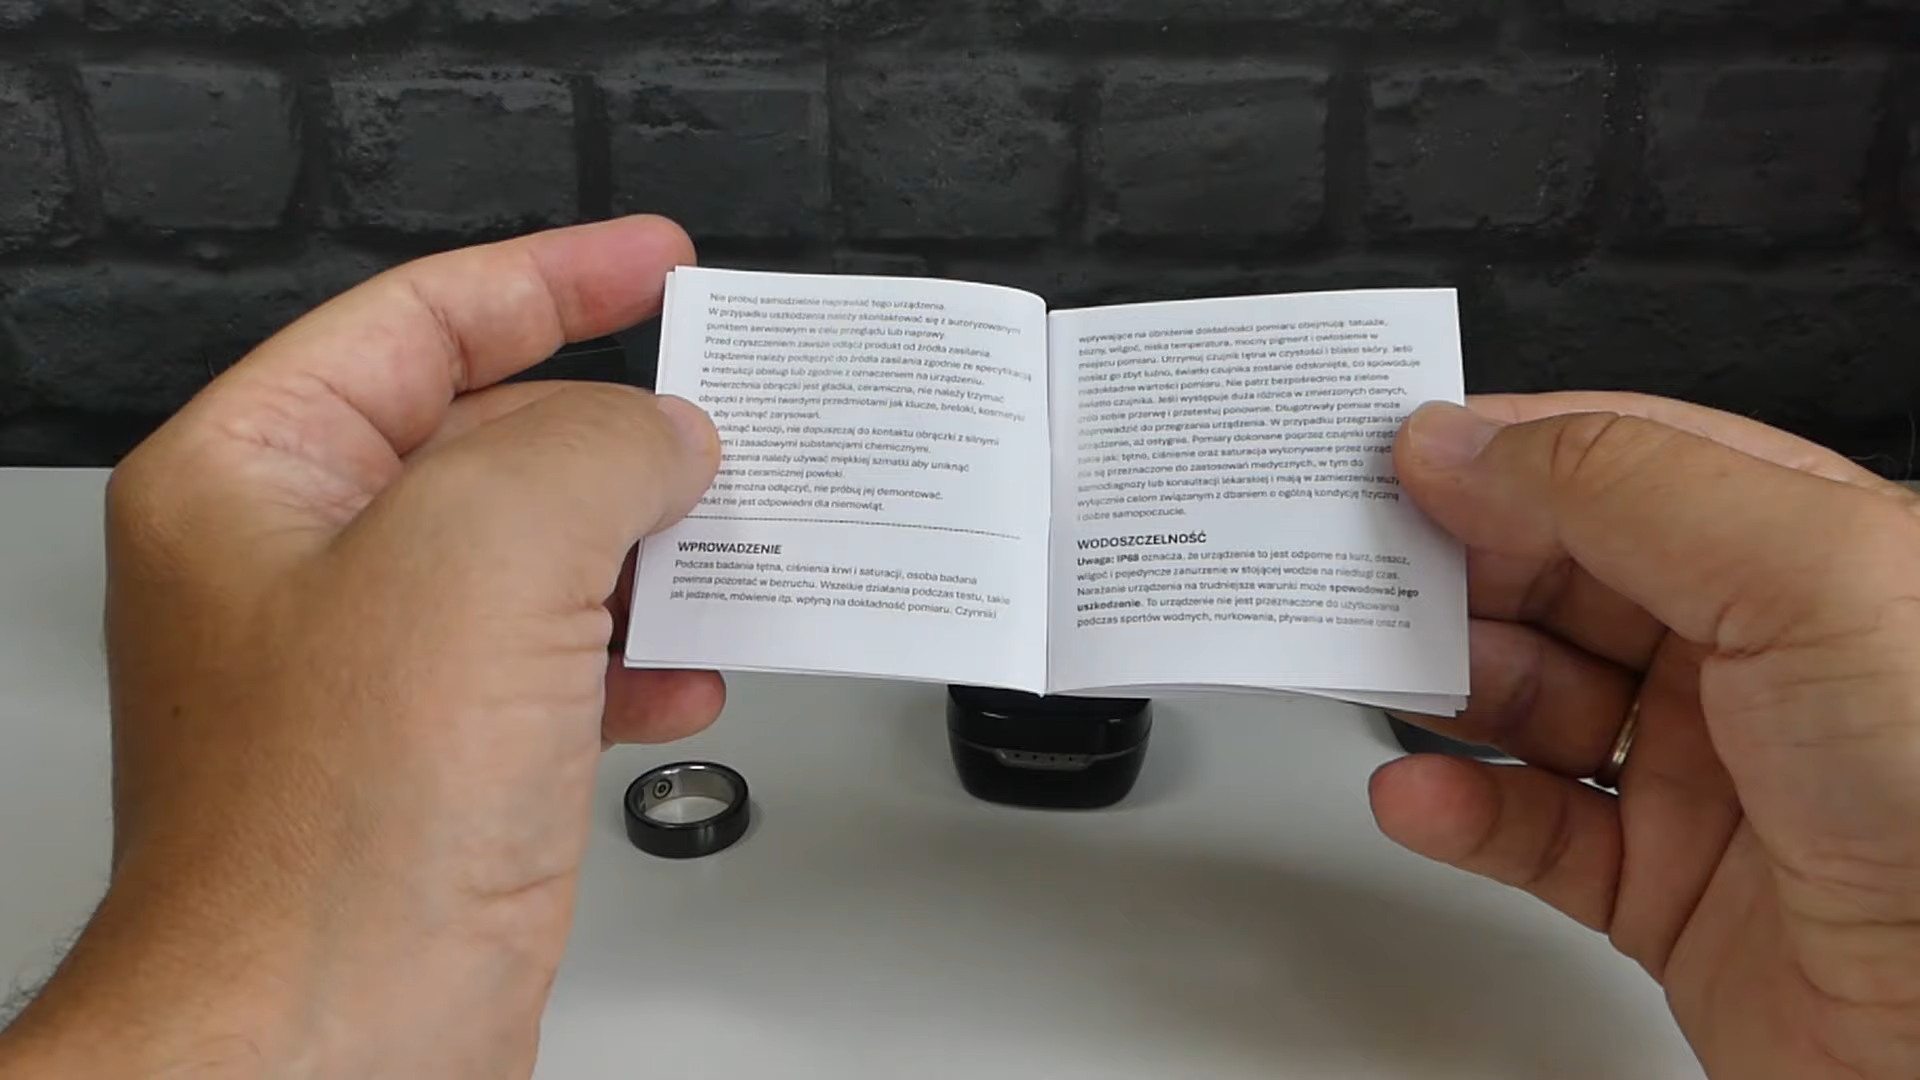 Nie próbuj samodzielnie naprawiać tego urządzenia.
W przypadku uszkodzenia należy skontaktować się z autoryzowanym
punktem serwisowym w celu przeglądu lub naprawy.
Przed czyszczeniem zawsze odłącz produkt od źródła zasilania.
Urządzenie należy podłączyć do źródła zasilania zgodnie ze specyfikacją
w instrukcji obsługi lub zgodnie z oznaczeniem na urządzeniu.
Powierzchnia obrączki jest gładka, ceramiczna, nie należy trzymać
obrączki z innymi twardymi przedmiotami jak klucze, breloki, kosmetyki
, aby uniknąć zarysowań.
uniknąć korozji, nie dopuszczaj do kontaktu obrączki z silnymi
i zasadowymi substancjami chemicznymi.
należy używać miękkiej szmatki aby uniknąć
ceramicznej powłoki.
nie można odłączyć, nie próbuj jej demontować.
nie jest odpowiedni dla niemowląt.
WPROWADZENIE
Podczas badania tętna, ciśnienia krwi i saturacji, osoba badana
powinna pozostać w bezruchu. Wszelkie działania podczas testu, takie
jak jedzenie, mówienie itp. wpłyną na dokładność pomiaru. Czynniki
wpływające na obniżenie dokładności pomiaru obejmują: tatuaże,
blizny, wilgoć, niska temperatura, mocny pigment i owłosienie w
miejscu pomiaru. Utrzymuj czujnik tętna w czystości i blisko skóry. Jeśli
nosisz go zbyt luźno, światło czujnika zostanie odsłonięte, co spowoduje
niedokładne wartości pomiaru. Nie patrz bezpośrednio na zielone
światło czujnika. Jeśli występuje duża różnica w zmierzonych danych,
zrób sobie przerwę i przetestuj ponownie. Długotrwały pomiar może
doprowadzić do przegrzania urządzenia. W przypadku przegrzania
urządzenie, aż ostygnie. Pomiary dokonane poprzez czujniki
takie jak: tętno, ciśnienie oraz saturacja wykonywane przez
nie są przeznaczone do zastosowań medycznych, w tym do
samodiagnozy lub konsultacji lekarskiej i mają w zamierzeniu służyć
wyłącznie celom związanym z dbaniem o ogólną kondycję fizyczną
i dobre samopoczucie.
WODOSZCZELNOŚĆ
Uwaga: IP68 oznacza, że urządzenie to jest odporne na kurz, deszcz,
wilgoć i pojedyncze zanurzenie w stojącej wodzie na niedługi czas.
Narażanie urządzenia na trudniejsze warunki może spowodować jego
uszkodzenie. To urządzenie nie jest przeznaczone do użytkowania
podczas sportów wodnych, nurkowania, pływania w basenie oraz na